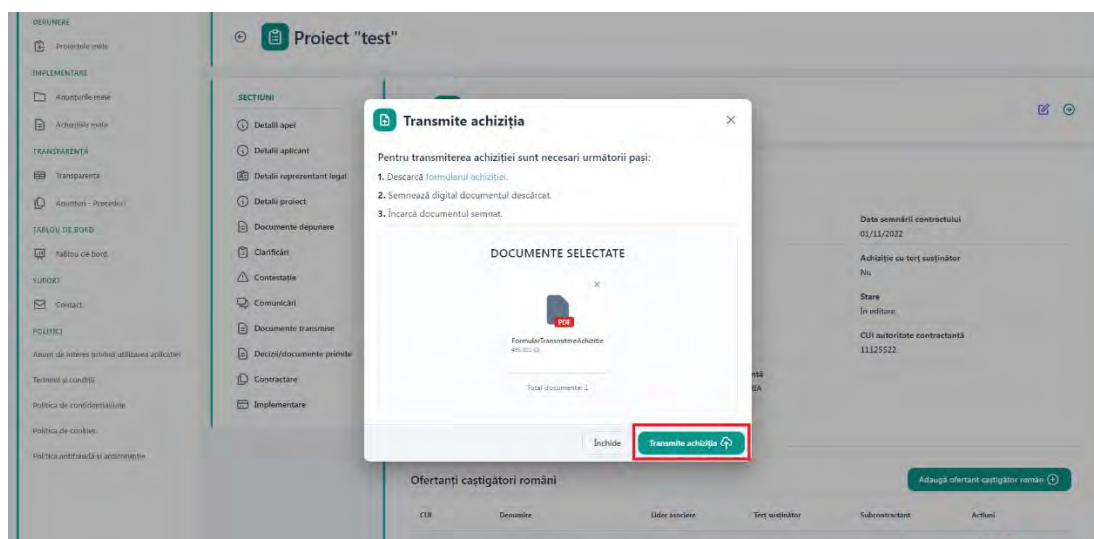 DEPUNERE
Proiectele mele
IMPLEMENTARE
Anunțurile mele
Achizițiile mele
TRANSPARENȚĂ
Transparența
Anunțuri - Proceduri
TABLOU DE BORD
Tablou de bord
SUPORT
Contact
POLITICI
Anunț de interes privind utilizarea aplicației
Termeni și condiții
Politica de confidențialitate
Politica de cookies
Politica antifraudă și anticorupție
Proiect "test"
SECȚIUNI
Detalii apel
Detalii aplicant
Detalii reprezentant legal
Detalii proiect
Documente depunere
Clarificări
Contestație
Comunicări
Documente transmise
Decizii/documente primite
Contractare
Implementare
Transmite achiziția
Pentru transmiterea achiziției sunt necesari următorii pași:
1. Descarcă formularul achiziției.
2. Semnează digital documentul descărcat.
3. Încarcă documentul semnat.
DOCUMENTE SELECTATE
PDF
FormularTransmitereAchizitie
Total documente: 1
Închide
Transmite achiziția
Data semnării contractului
01/11/2022
Achiziție cu terț susținător
Nu
Stare
În editare
CUI autoritate contractantă
11125522
Ofertanți caștigători români
Adaugă ofertant caștigător român
CUI Denumire Lider asociere Terț susținător Subcontractant Acțiuni